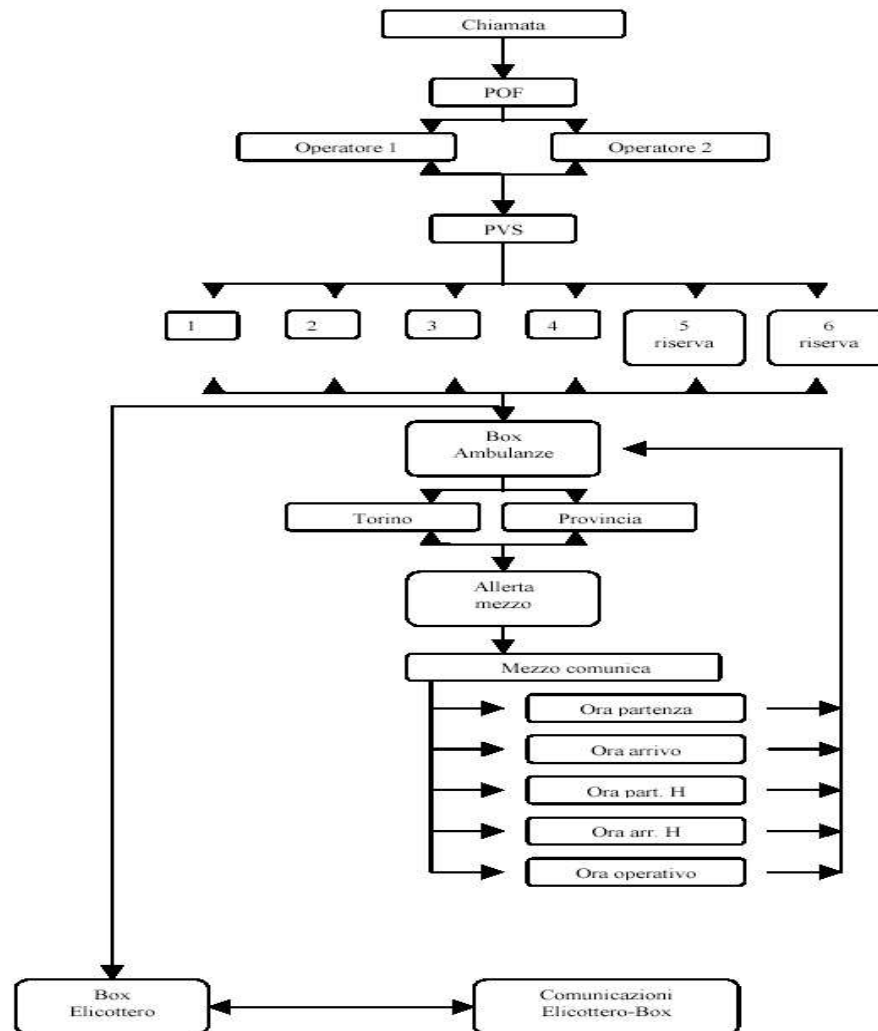 Chiamata
POF
Operatore 1
Operatore 2
PVS
1
2
3
4
5
riserva
6
riserva
Box
Ambulanze
Torino
Provincia
Allerta
mezzo
Mezzo comunica
Ora partenza
Ora arrivo
Ora part. H
Ora arr. H
Ora operativo
Box
Elicottero
Comunicazioni
Elicottero-Box